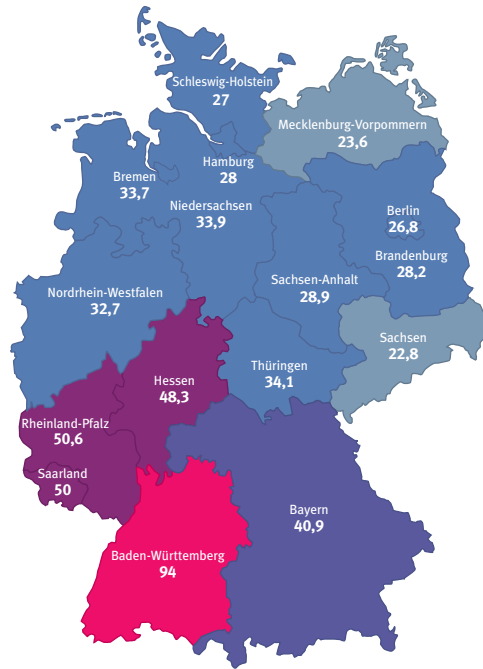 Schleswig-Holstein
27
Mecklenburg-Vorpommern
23,6
Hamburg
28
Bremen
33,7
Niedersachsen
33,9
Berlin
26,8
Brandenburg
28,2
Sachsen-Anhalt
28,9
Nordrhein-Westfalen
32,7
Sachsen
22,8
Thüringen
34,1
Hessen
48,3
Rheinland-Pfalz
50,6
Saarland
50
Bayern
40,9
Baden-Württemberg
94